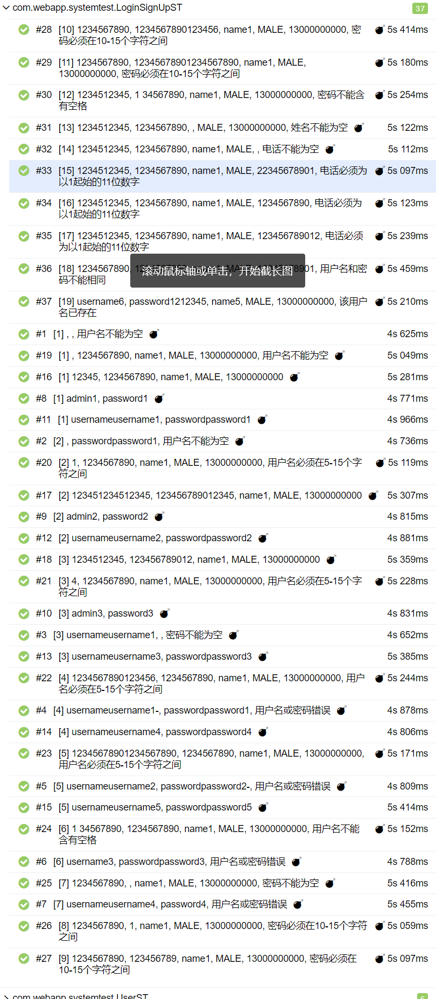 com.webapp.systemtest.LoginSignUpST 37
#28 [10] 1234567890, 1234567890123456, name1, MALE, 13000000000, 密 5s 414ms
码必须在10-15个字符之间
#29 [11] 1234567890, 12345678901234567890, name1, MALE, 5s 180ms
13000000000, 密码必须在10-15个字符之间
#30 [12] 1234512345, 1 34567890, name1, MALE, 13000000000, 密码不能含 5s 254ms
有空格
#31 [13] 1234512345, 1234567890, , MALE, 13000000000, 姓名不能为空 5s 122ms
#32 [14] 1234512345, 1234567890, name1, MALE, , 电话不能为空 5s 112ms
#33 [15] 1234512345, 1234567890, name1, MALE, 22345678901, 电话必须为 5s 097ms
以1起始的11位数字
#34 [16] 1234512345, 1234567890, name1, MALE, 1234567890, 电话必须为 5s 123ms
以1起始的11位数字
#35 [17] 1234512345, 1234567890, name1, MALE, 123456789012, 电话必须 5s 239ms
为以1起始的11位数字
#36 [18] 1234567890, 901, 用户名和密 5s 459ms
滚动鼠标轴或单击，开始截长图
码不能相同
#37 [19] username6, password1212345, name5, MALE, 13000000000, 该用户 5s 210ms
名已存在
#1 [1] , , 用户名不能为空 4s 625ms
#19 [1] , 1234567890, name1, MALE, 13000000000, 用户名不能为空 5s 049ms
#16 [1] 12345, 1234567890, name1, MALE, 13000000000 5s 281ms
#8 [1] admin1, password1 4s 771ms
#11 [1] usernameusername1, passwordpassword1 4s 966ms
#2 [2] , passwordpassword1, 用户名不能为空 4s 736ms
#20 [2] 1, 1234567890, name1, MALE, 13000000000, 用户名必须在5-15个字 5s 119ms
符之间
#17 [2] 123451234512345, 123456789012345, name1, MALE, 13000000000 5s 307ms
#9 [2] admin2, password2 4s 815ms
#12 [2] usernameusername2, passwordpassword2 4s 881ms
#18 [3] 1234512345, 123456789012, name1, MALE, 13000000000 5s 359ms
#21 [3] 4, 1234567890, name1, MALE, 13000000000, 用户名必须在5-15个字 5s 228ms
符之间
#10 [3] admin3, password3 4s 831ms
#3 [3] usernameusername1, , 密码不能为空 4s 652ms
#13 [3] usernameusername3, passwordpassword3 5s 385ms
#22 [4] 1234567890123456, 1234567890, name1, MALE, 13000000000, 用户 5s 244ms
名必须在5-15个字符之间
#4 [4] usernameusername1-, passwordpassword1, 用户名或密码错误 4s 878ms
#14 [4] usernameusername4, passwordpassword4 4s 806ms
#23 [5] 12345678901234567890, 1234567890, name1, MALE, 13000000000, 5s 171ms
用户名必须在5-15个字符之间
#5 [5] usernameusername2, passwordpassword2-, 用户名或密码错误 4s 809ms
#15 [5] usernameusername5, passwordpassword5 5s 414ms
#24 [6] 1 34567890, 1234567890, name1, MALE, 13000000000, 用户名不能 5s 152ms
含有空格
#6 [6] username3, passwordpassword3, 用户名或密码错误 4s 788ms
#25 [7] 1234567890, , name1, MALE, 13000000000, 密码不能为空 5s 416ms
#7 [7] usernameusername4, password4, 用户名或密码错误 5s 455ms
#26 [8] 1234567890, 1, name1, MALE, 13000000000, 密码必须在10-15个字符 5s 059ms
之间
#27 [9] 1234567890, 123456789, name1, MALE, 13000000000, 密码必须在 5s 097ms
10-15个字符之间
com.webapp.systemtest.UserST 6